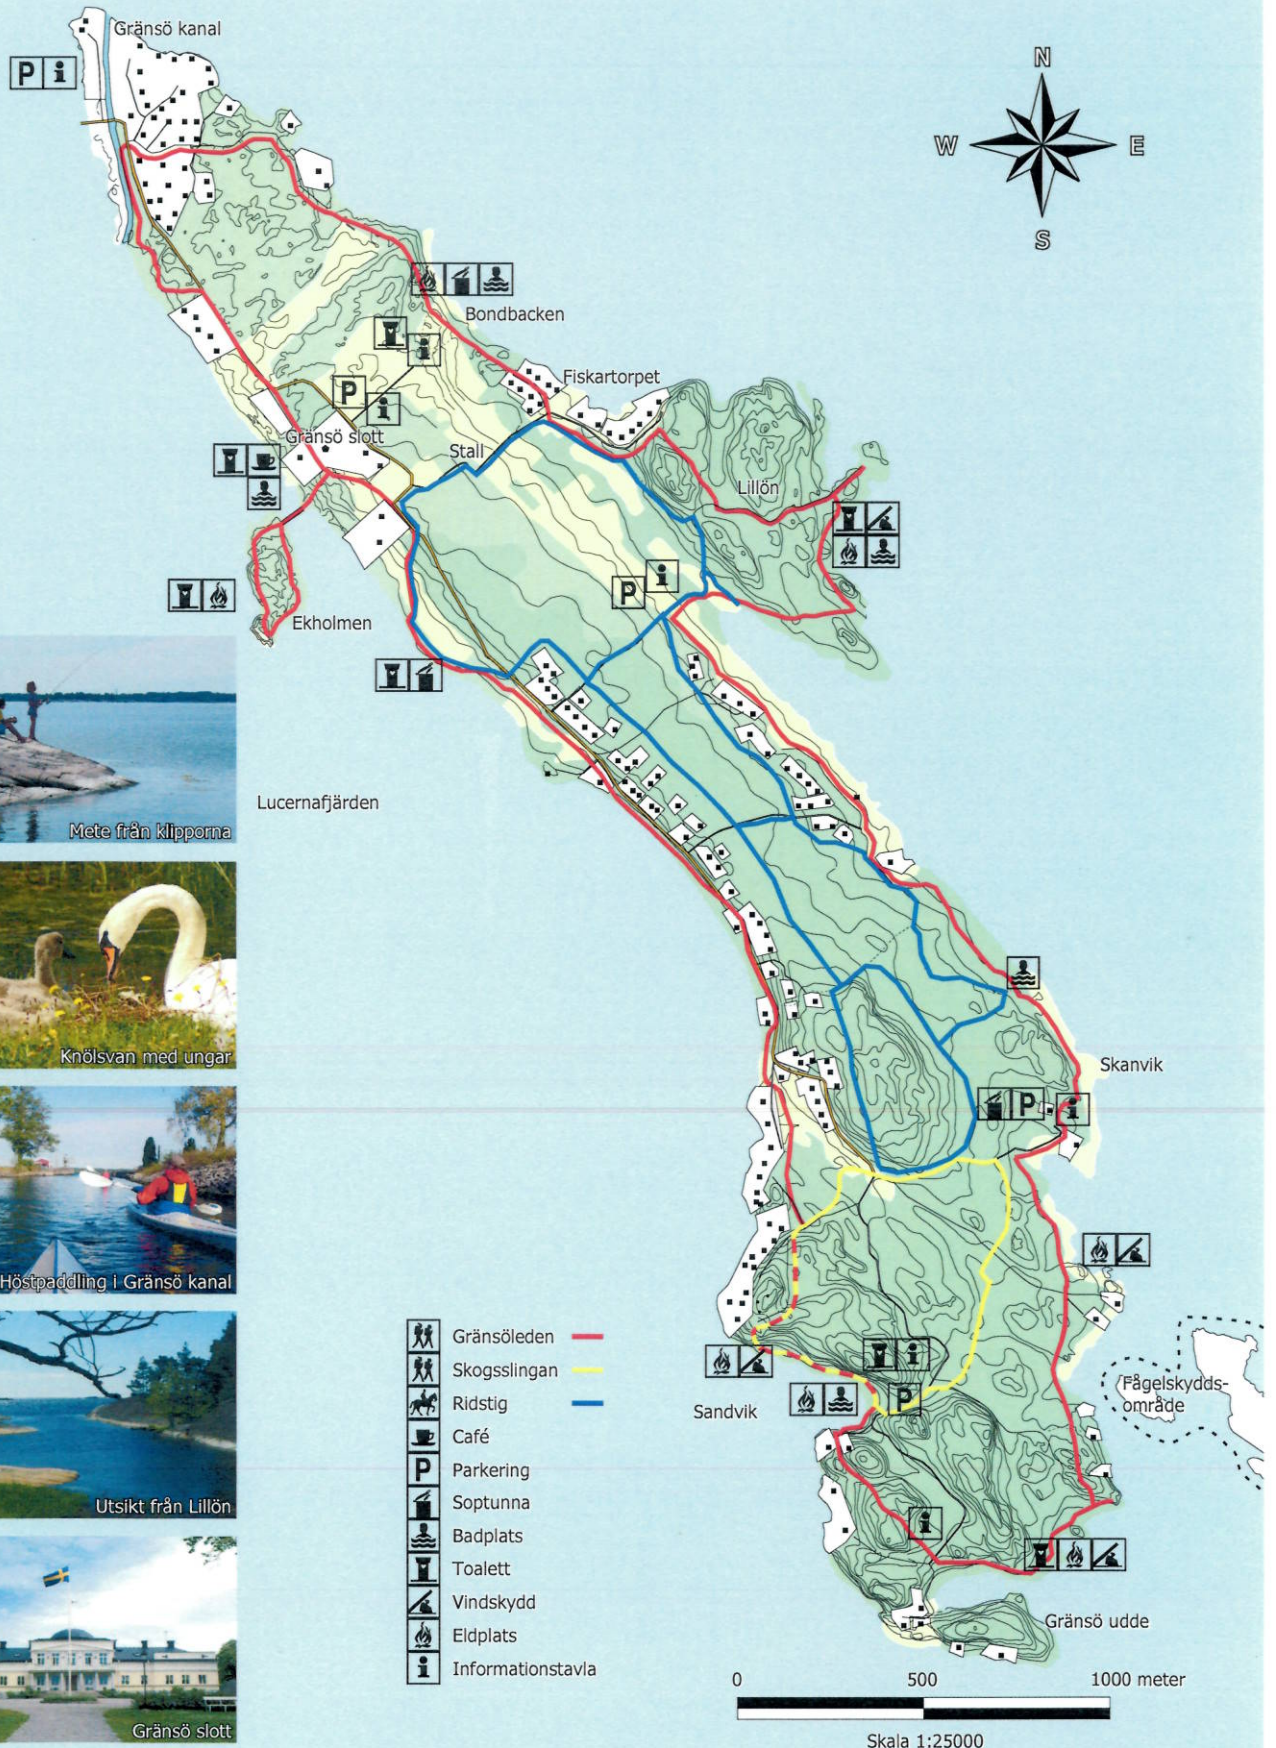 Gränsö kanal
P
N
W
E
S
Bondbacken
Fiskartorpet
P
Gränsö slott
Stall
Lillön
P
Ekholmen
Lucernafjärden
Mete från klipporna
Knölsvan med ungar
Skanvik
P
Höstpaddling i Gränsö kanal
Fågelskydds-
område
P
Sandvik
Utsikt från Lillön
Gränsö udde
Gränsö slott
Gränsöleden
Skogsslingan
Ridstig
Café
P Parkering
Soptunna
Badplats
Toalett
Vindskydd
Eldplats
i Informationstavla
0 500 1000 meter
Skala 1:25000